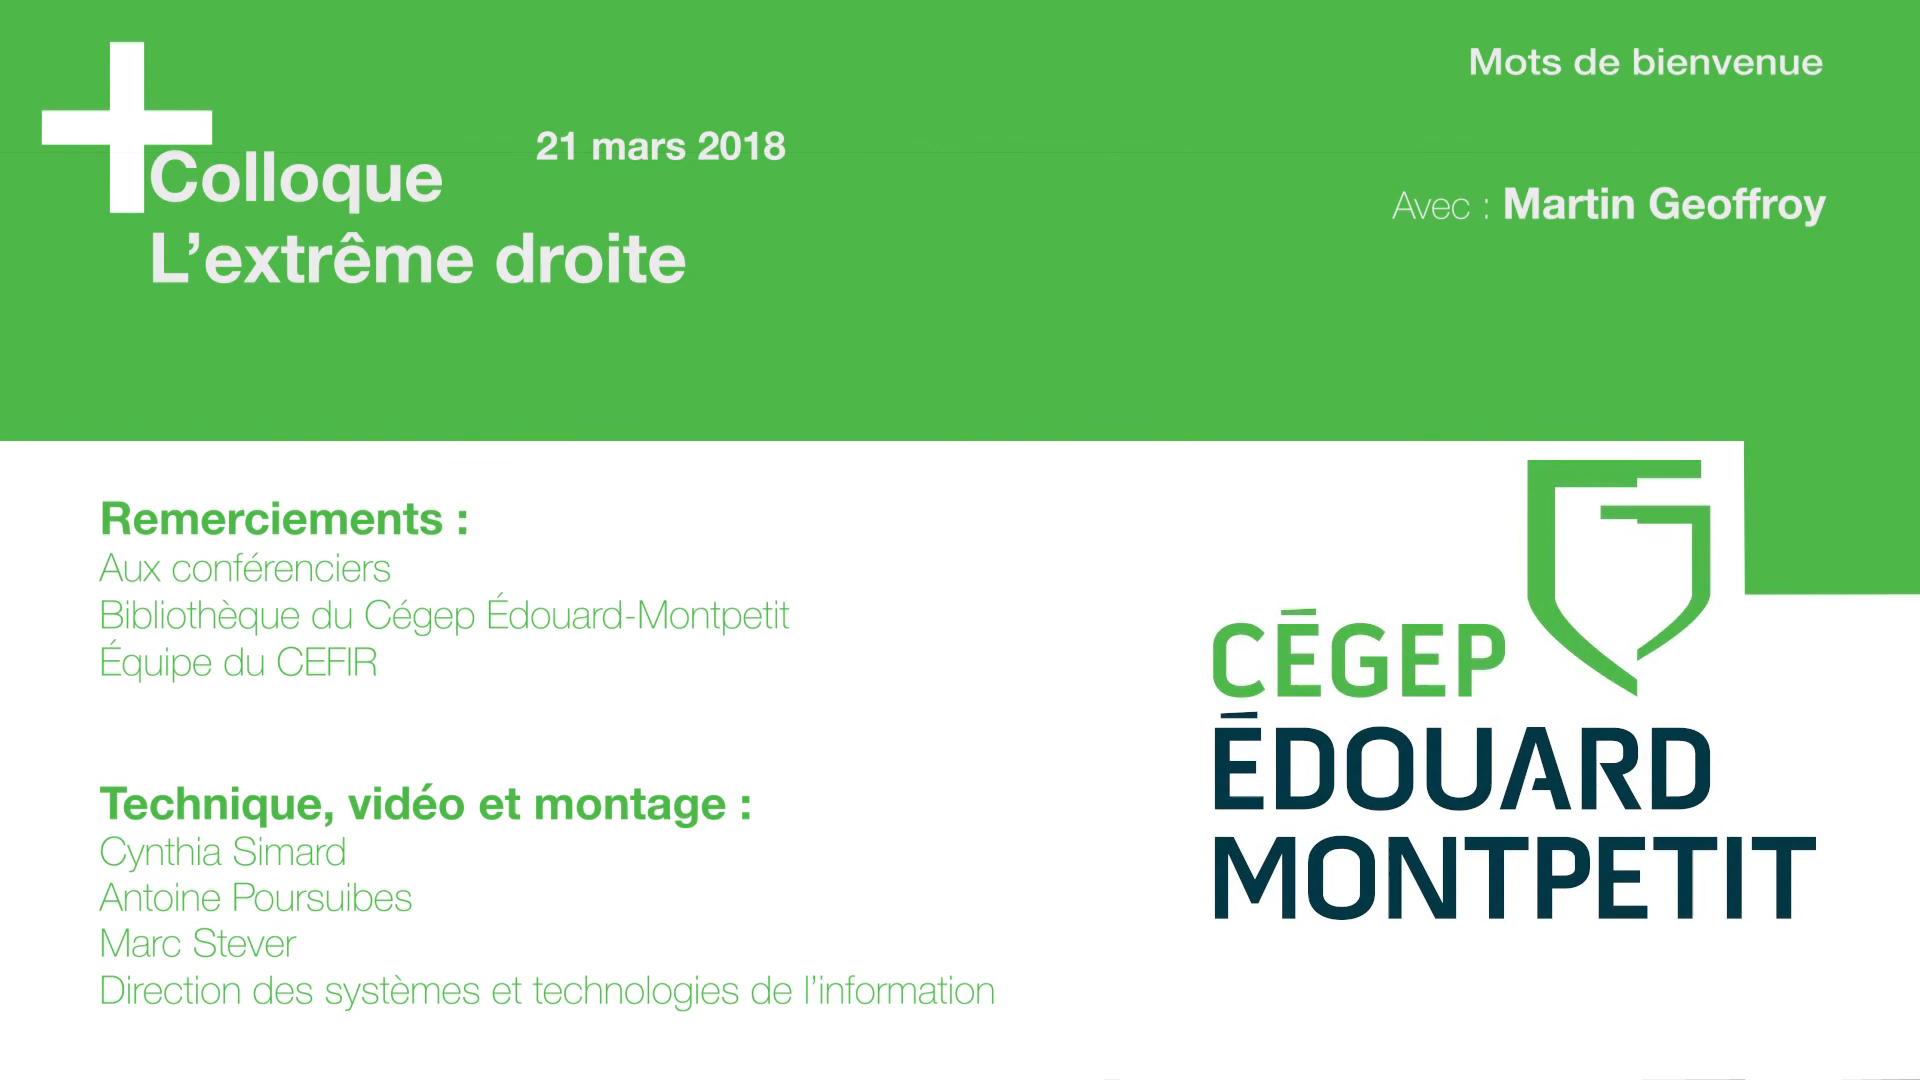 Colloque
L’extrême droite
21 mars 2018
Mots de bienvenue
Avec : Martin Geoffroy
Remerciements :
Aux conférenciers
Bibliothèque du Cégep Édouard-Montpetit
Équipe du CEFIR
Technique, vidéo et montage :
Cynthia Simard
Antoine Poursuibes
Marc Stever
Direction des systèmes et technologies de l’information
CÉGEP
ÉDOUARD
MONTPETIT